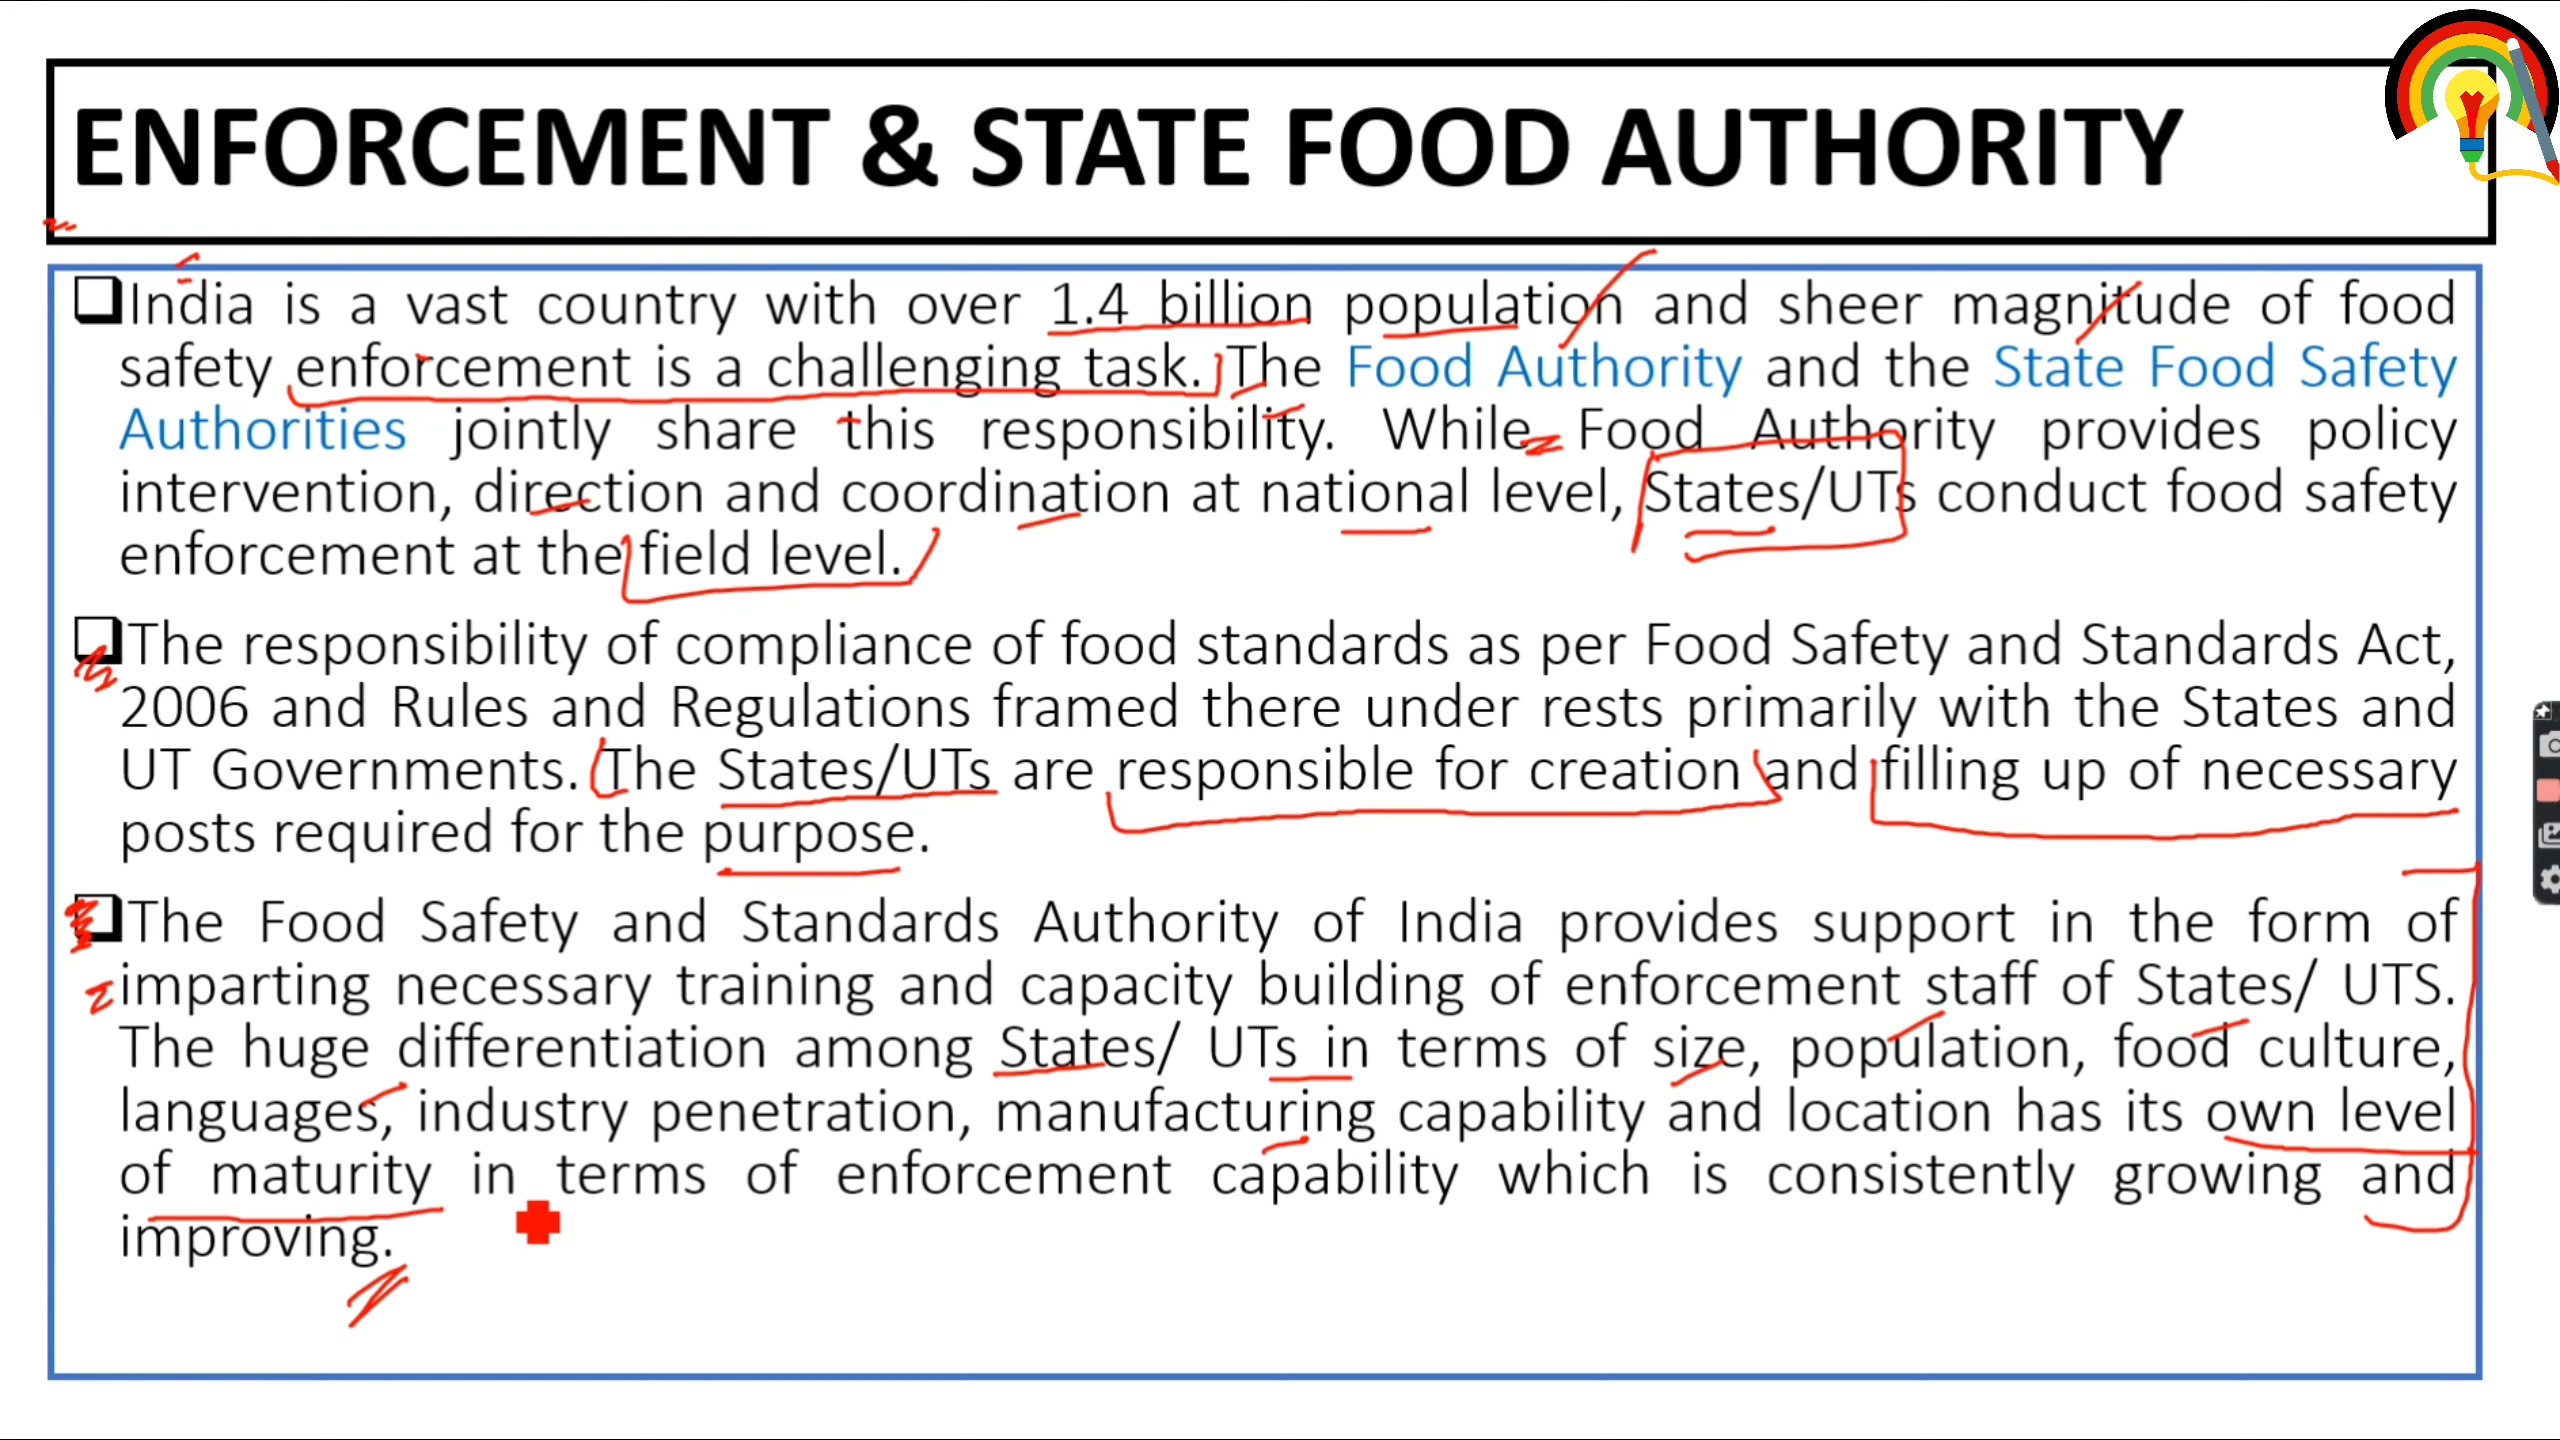 ENFORCEMENT & STATE FOOD AUTHORITY
India is a vast country with over 1.4 billion population and sheer magnitude of food
safety enforcement is a challenging task. The Food Authority and the State Food Safety
Authorities jointly share this responsibility. While Food Authority provides policy
intervention, direction and coordination at national level, States/UTs conduct food safety
enforcement at the field level.
The responsibility of compliance of food standards as per Food Safety and Standards Act,
2006 and Rules and Regulations framed there under rests primarily with the States and
UT Governments. The States/UTs are responsible for creation and filling up of necessary
posts required for the purpose.
The Food Safety and Standards Authority of India provides support in the form of
imparting necessary training and capacity building of enforcement staff of States/ UTS.
The huge differentiation among States/ UTs in terms of size, population, food culture,
languages, industry penetration, manufacturing capability and location has its own level
of maturity in terms of enforcement capability which is consistently growing and
improving.